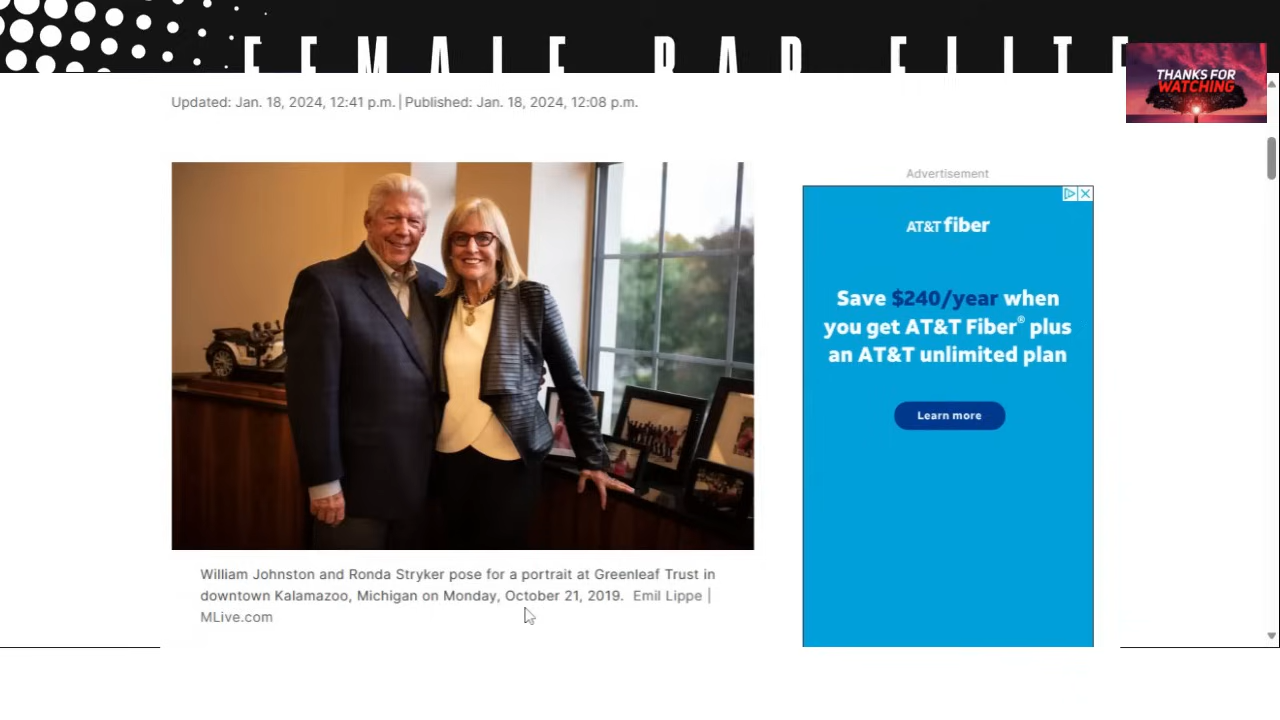 FEMALE RAP ELITE
THANKS FOR
WATCHING
Updated: Jan. 18, 2024, 12:41 p.m. | Published: Jan. 18, 2024, 12:08 p.m.
Advertisement
AT&T fiber
Save $240/year when
you get AT&T Fiber® plus
an AT&T unlimited plan
Learn more
William Johnston and Ronda Stryker pose for a portrait at Greenleaf Trust in
downtown Kalamazoo, Michigan on Monday, October 21, 2019. Emil Lippe |
MLive.com